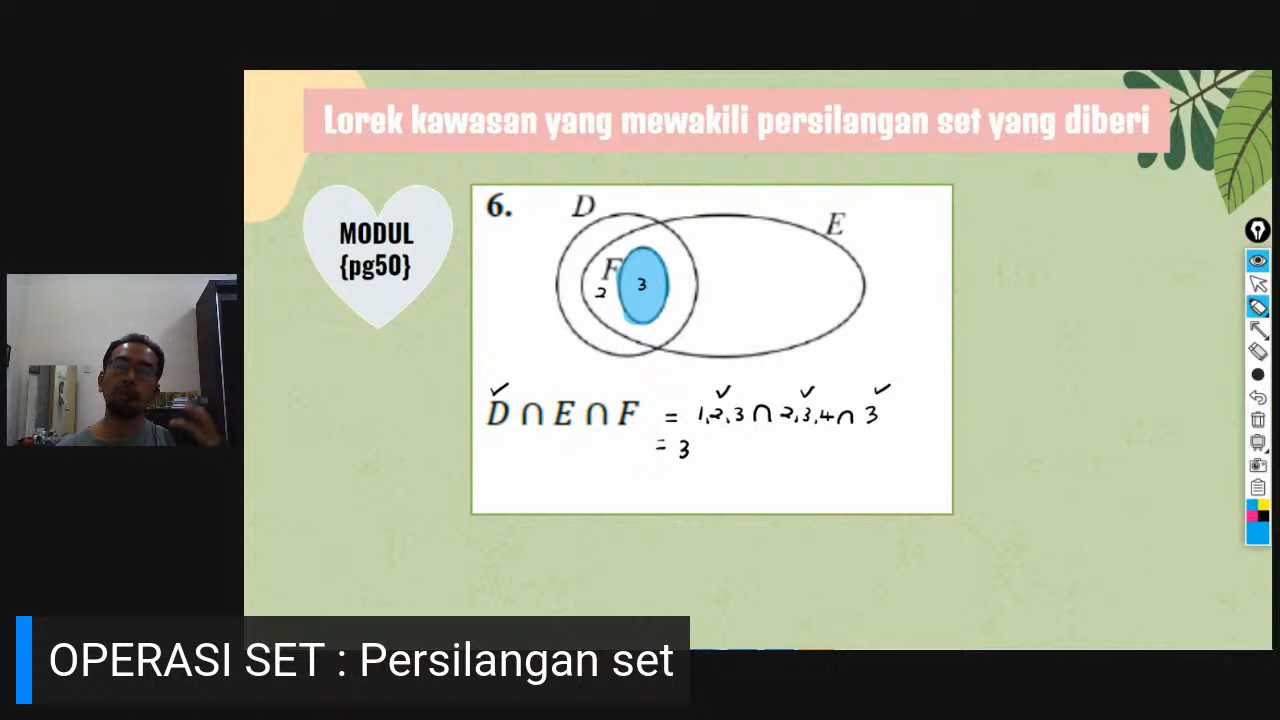 Lorek kawasan yang mewakili persilangan set yang diberi
MODUL
{pg50}
6.
D
E
F
2
3
D ∩ E ∩ F = 1,2,3 ∩ 2,3,4 ∩ 3
= 3
OPERASI SET : Persilangan set